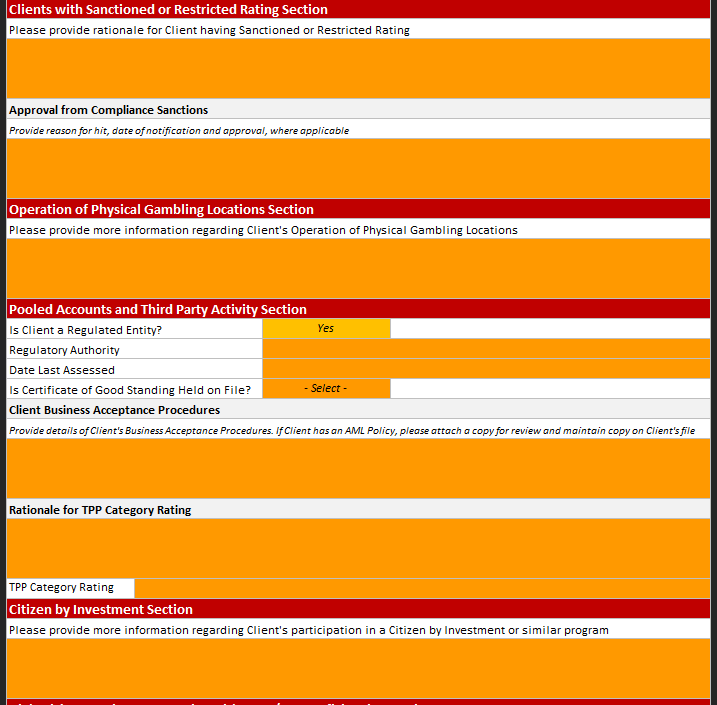 Clients with Sanctioned or Restricted Rating Section
Please provide rationale for Client having Sanctioned or Restricted Rating
Approval from Compliance Sanctions
Provide reason for hit, date of notification and approval, where applicable
Operation of Physical Gambling Locations Section
Please provide more information regarding Client's Operation of Physical Gambling Locations
Pooled Accounts and Third Party Activity Section
Is Client a Regulated Entity? Yes
Regulatory Authority
Date Last Assessed
Is Certificate of Good Standing Held on File? - Select -
Client Business Acceptance Procedures
Provide details of Client's Business Acceptance Procedures. If Client has an AML Policy, please attach a copy for review and maintain copy on Client's file
Rationale for TPP Category Rating
TPP Category Rating
Citizen by Investment Section
Please provide more information regarding Client's participation in a Citizen by Investment or similar program